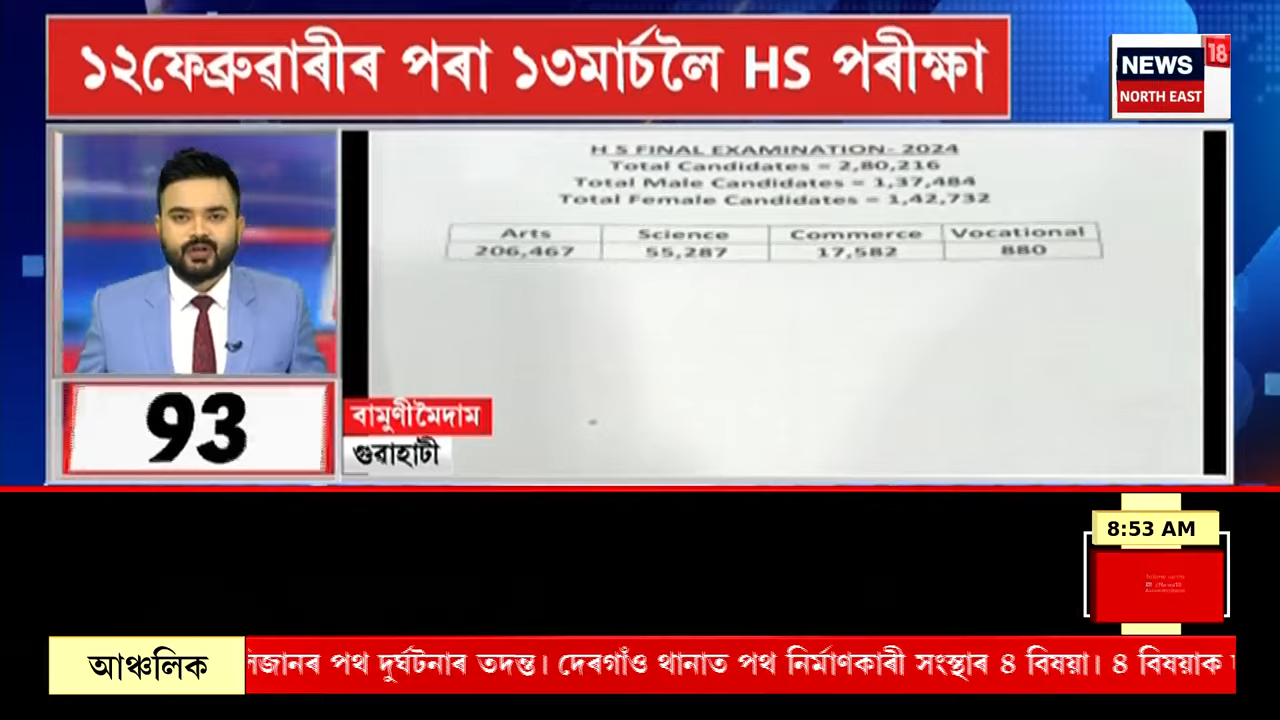 ১২ফেব্ৰুৱাৰীৰ পৰা ১৩মাৰ্চলৈ HS পৰীক্ষা
NEWS 18
NORTH EAST
H S FINAL EXAMINATION- 2024
Total Candidates = 2,80,216
Total Male Candidates = 1,37,484
Total Female Candidates = 1,42,732
Arts Science Commerce Vocational
206,467 55,287 17,582 880
93
বামুণীমৈদাম
গুৱাহাটী
8:53 AM
আঞ্চলিক
পথ দুৰ্ঘটনাৰ তদন্ত। দেৰগাঁও থানাত পথ নিৰ্মাণকাৰী সংস্থাৰ ৪ বিষয়া। ৪ বিষয়াক